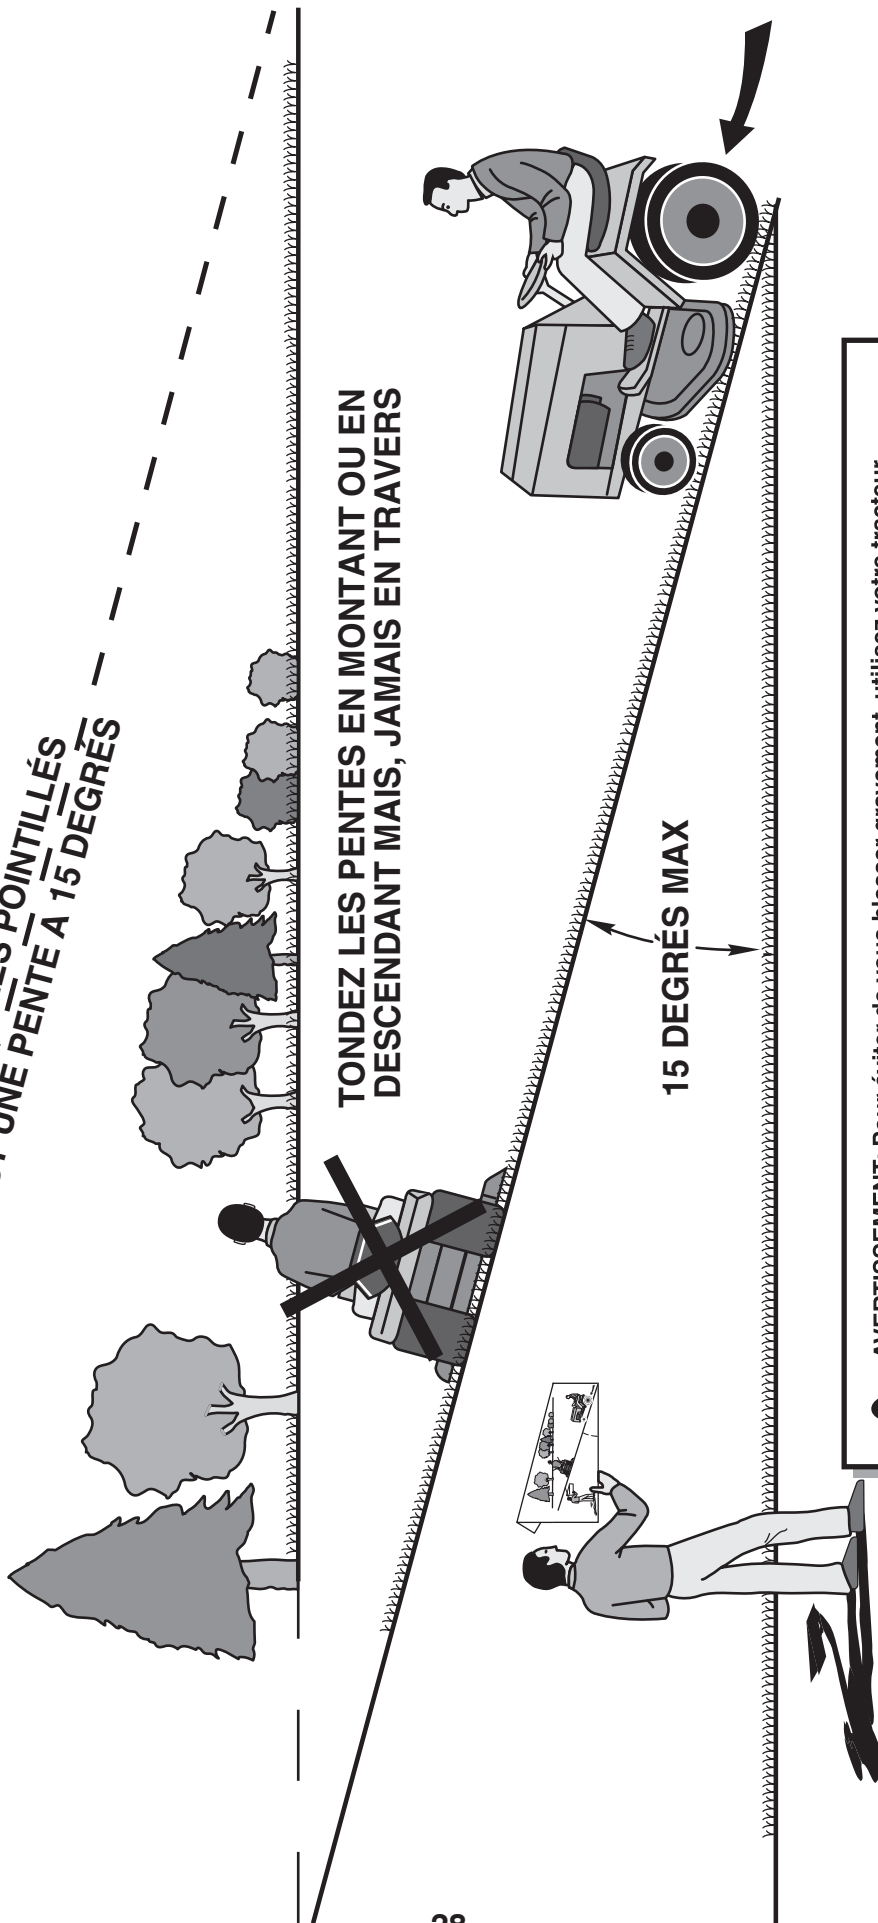 POINTILLÉS
UNE PENTE A 15 DEGRÉS
TONDEZ LES PENTES EN MONTANT OU EN
DESCENDANT MAIS, JAMAIS EN TRAVERS
15 DEGRÉS MAX
AVERTISSEMENT: Pour éviter de vous blesser gravement, utilisez votre tracteur
28